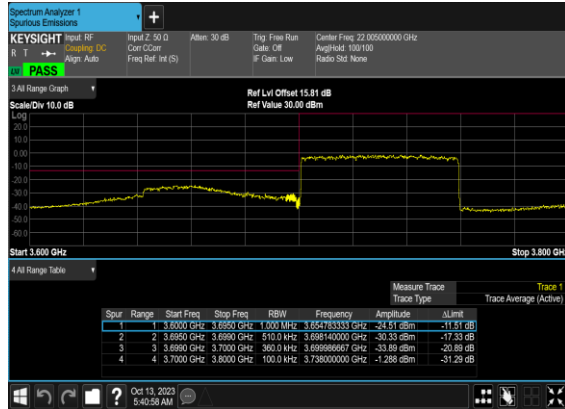 Spectrum Analyzer 1
Spurious Emissions
+
KEYSIGHT Input: RF Input Z: 50 Ω Atten: 30 dB Trig: Free Run Center Freq: 22.005000000 GHz
R T Coupling: DC Corr CCorr Gate: Off Avg|Hold: 100/100
Align: Auto Freq Ref: Int (S) IF Gain: Low Radio Std: None
PASS
3 All Range Graph
Ref Lvl Offset 15.81 dB
Scale/Div 10.0 dB Ref Value 30.00 dBm
Log
20.0
10.0
0.00
-10.0
-20.0
-30.0
-40.0
-50.0
-60.0
Start 3.600 GHz Stop 3.800 GHz
4 All Range Table
Measure Trace Trace 1
Trace Type Trace Average (Active)
Spur Range Start Freq Stop Freq RBW Frequency Amplitude ΔLimit
1 1 3.6000 GHz 3.6950 GHz 1.000 MHz 3.654783333 GHz -24.51 dBm -11.51 dB
2 2 3.6950 GHz 3.6990 GHz 510.0 kHz 3.698140000 GHz -30.33 dBm -17.33 dB
3 3 3.6990 GHz 3.7000 GHz 360.0 kHz 3.699986667 GHz -33.89 dBm -20.89 dB
4 4 3.7000 GHz 3.8000 GHz 100.0 kHz 3.738000000 GHz -1.288 dBm -31.29 dB
? Oct 13, 2023
5:40:58 AM